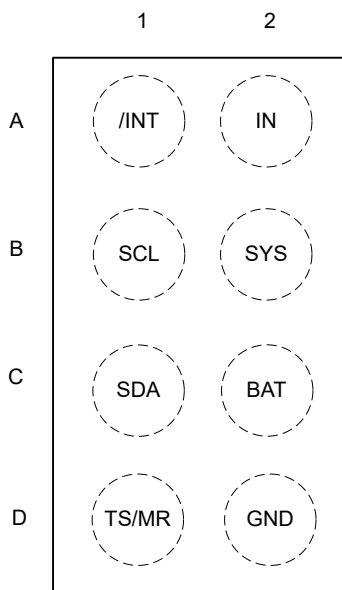 1 2
A /INT IN
B SCL SYS
C SDA BAT
D TS/MR GND